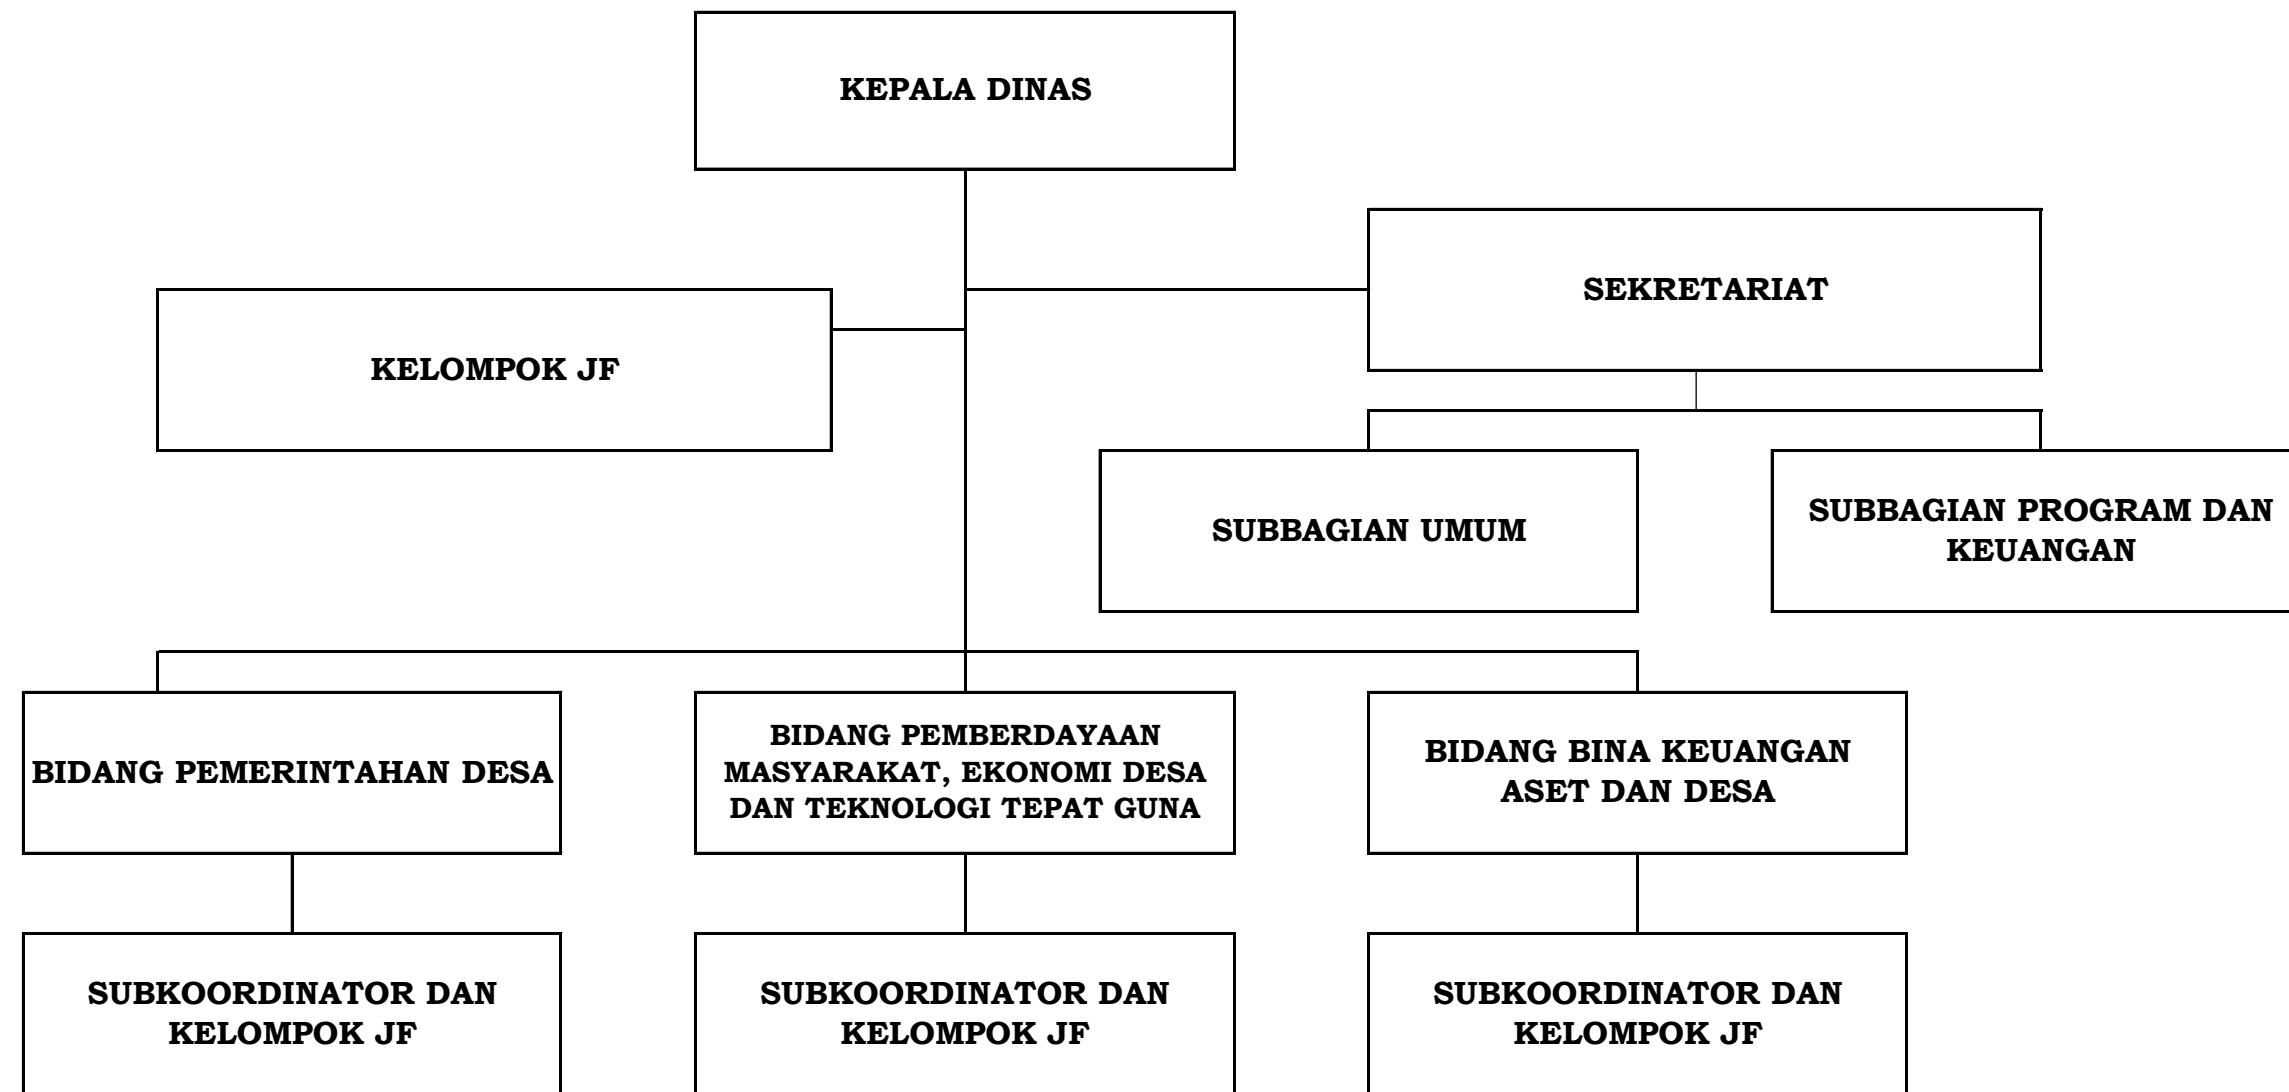 KEPALA DINAS
SEKRETARIAT
KELOMPOK JF
SUBBAGIAN UMUM
SUBBAGIAN PROGRAM DAN
KEUANGAN
BIDANG PEMERINTAHAN DESA
BIDANG PEMBERDAYAAN
MASYARAKAT, EKONOMI DESA
DAN TEKNOLOGI TEPAT GUNA
BIDANG BINA KEUANGAN
ASET DAN DESA
SUBKOORDINATOR DAN
KELOMPOK JF
SUBKOORDINATOR DAN
KELOMPOK JF
SUBKOORDINATOR DAN
KELOMPOK JF